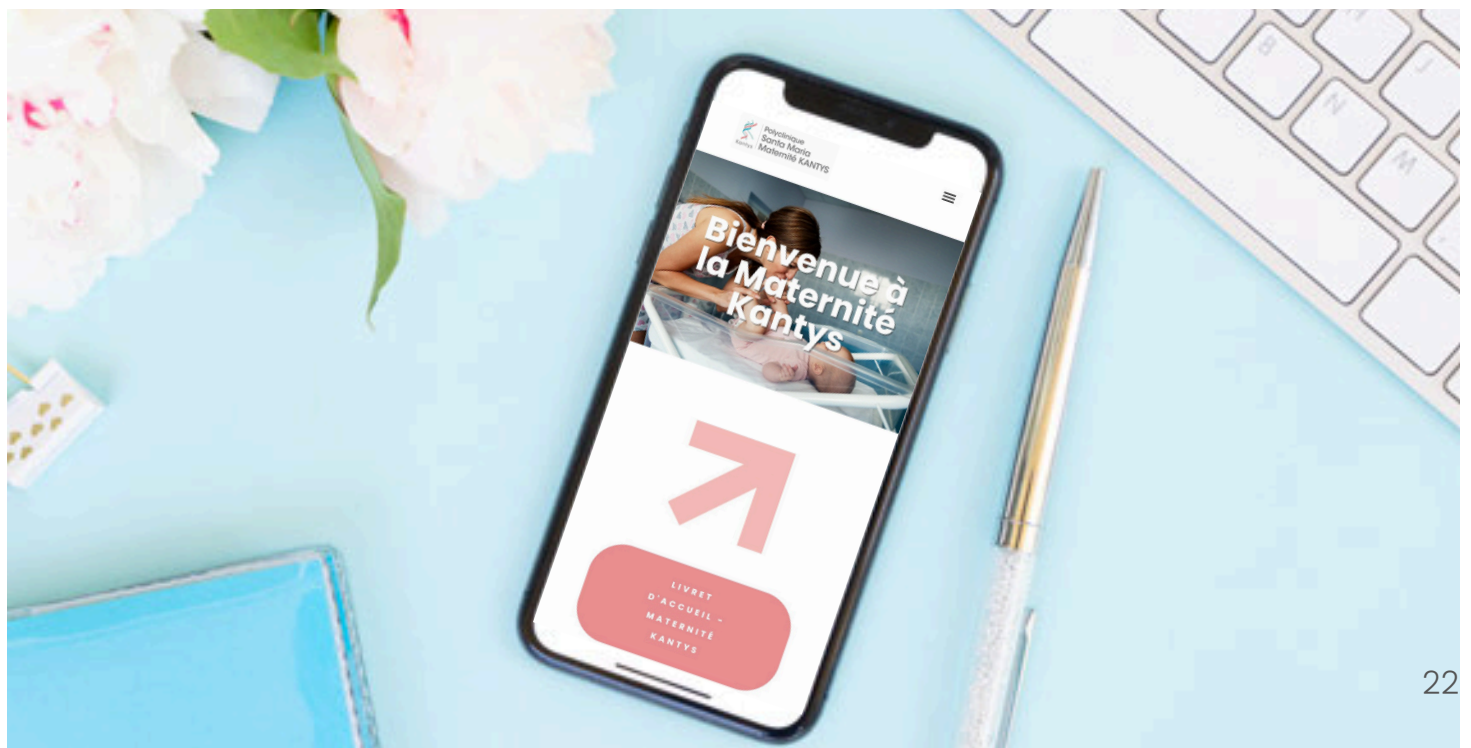 Polyclinique
Santa Maria
Maternité KANTYS
Kantys
Bienvenue à
la Maternité
Kantys
LIVRET
D'ACCUEIL –
MATERNITÉ
KANTYS
B
N
M
J
22